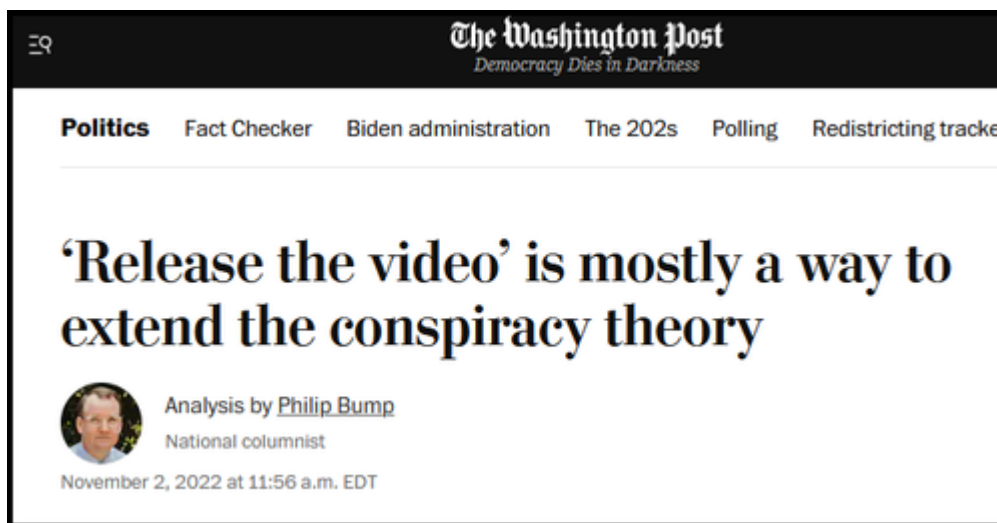 The Washington Post
Democracy Dies in Darkness
Politics Fact Checker Biden administration The 202s Polling Redistricting tracke
‘Release the video’ is mostly a way to
extend the conspiracy theory
Analysis by Philip Bump
National columnist
November 2, 2022 at 11:56 a.m. EDT